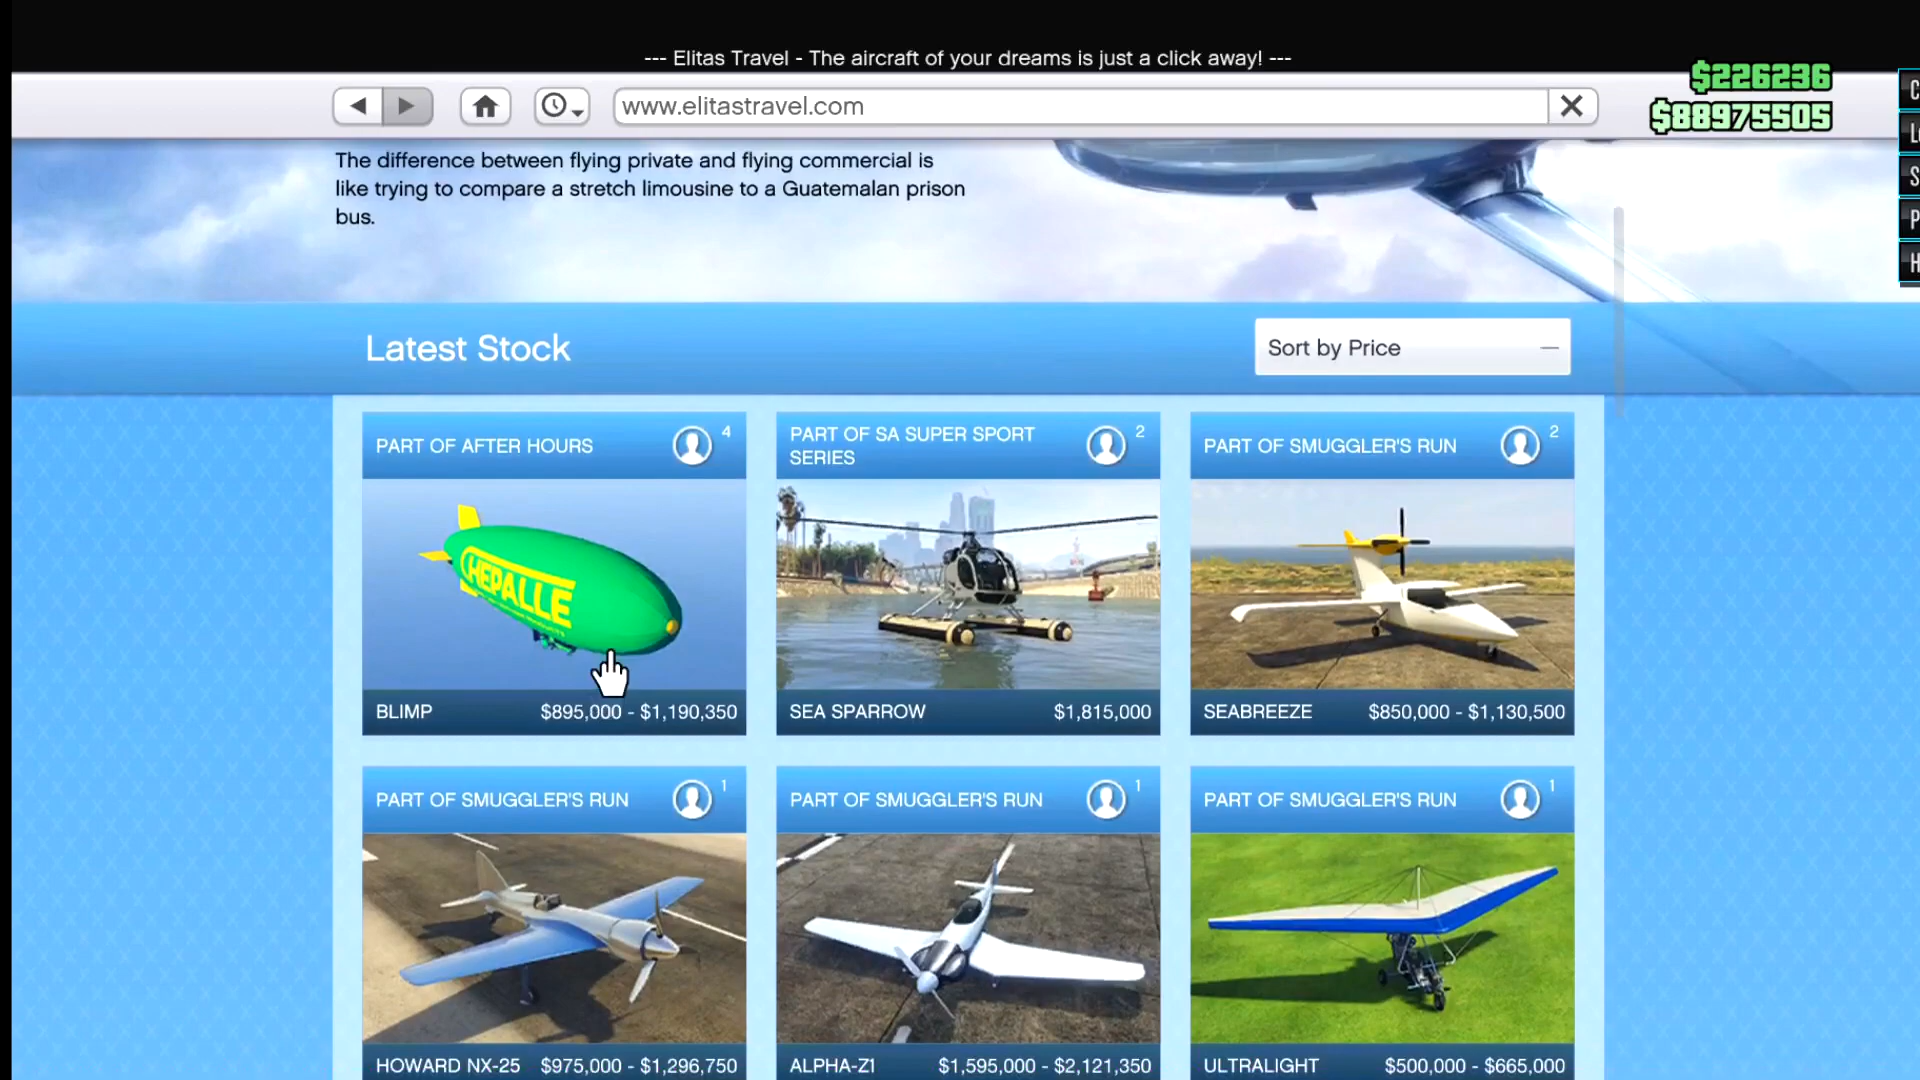 --- Elitas Travel - The aircraft of your dreams is just a click away! ---
$226236
www.elitastravel.com
$88975505
The difference between flying private and flying commercial is
like trying to compare a stretch limousine to a Guatemalan prison
bus.
Latest Stock
Sort by Price
PART OF AFTER HOURS
4
PART OF SA SUPER SPORT
SERIES
2
PART OF SMUGGLER'S RUN
2
HEPALLE
BLIMP $895,000 - $1,190,350
SEA SPARROW $1,815,000
SEABREEZE $850,000 - $1,130,500
PART OF SMUGGLER'S RUN
1
PART OF SMUGGLER'S RUN
1
PART OF SMUGGLER'S RUN
1
HOWARD NX-25 $975,000 - $1,296,750
ALPHA-Z1 $1,595,000 - $2,121,350
ULTRALIGHT $500,000 - $665,000